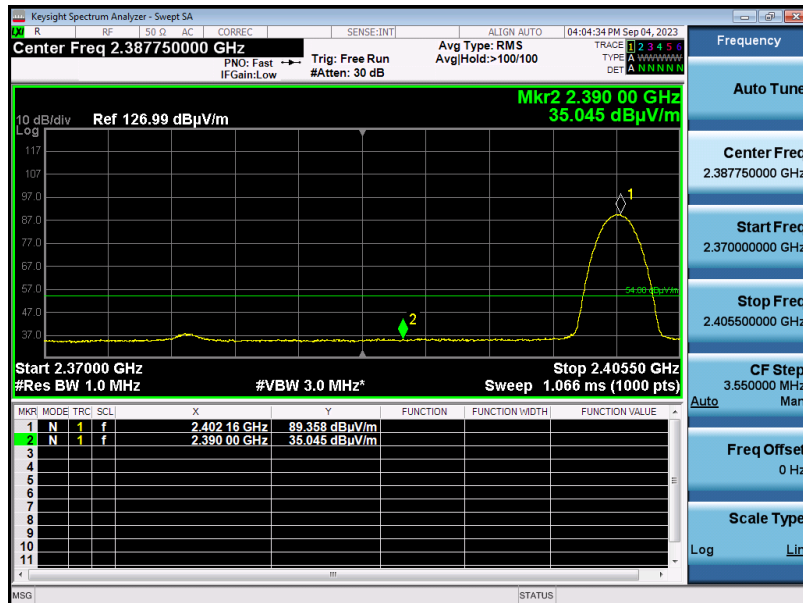 Keysight Spectrum Analyzer - Swept SA
LXI R RF 50 Ω AC CORREC SENSE:INT ALIGN AUTO 04:04:34 PM Sep 04, 2023
Center Freq 2.387750000 GHz
PNO: Fast
IFGain:Low
Trig: Free Run
#Atten: 30 dB
Avg Type: RMS
Avg|Hold:>100/100
TRACE 1 2 3 4 5 6
TYPE A WWWWW
DET A N N N N N
Mkr2 2.390 00 GHz
35.045 dBµV/m
10 dB/div Ref 126.99 dBµV/m
Log
117
107
97.0
87.0
77.0
67.0
57.0
47.0
37.0
1
54.00 dBµV/m
2
Start 2.37000 GHz Stop 2.40550 GHz
#Res BW 1.0 MHz #VBW 3.0 MHz* Sweep 1.066 ms (1000 pts)
MKR MODE TRC SCL X Y FUNCTION FUNCTION WIDTH FUNCTION VALUE
1 N 1 f 2.402 16 GHz 89.358 dBµV/m
2 N 1 f 2.390 00 GHz 35.045 dBµV/m
3
4
5
6
7
8
9
10
11
MSG STATUS
Frequency
Auto Tune
Center Freq
2.387750000 GHz
Start Freq
2.370000000 GHz
Stop Freq
2.405500000 GHz
CF Step
3.550000 MHz
Auto Man
Freq Offset
0 Hz
Scale Type
Log Lin